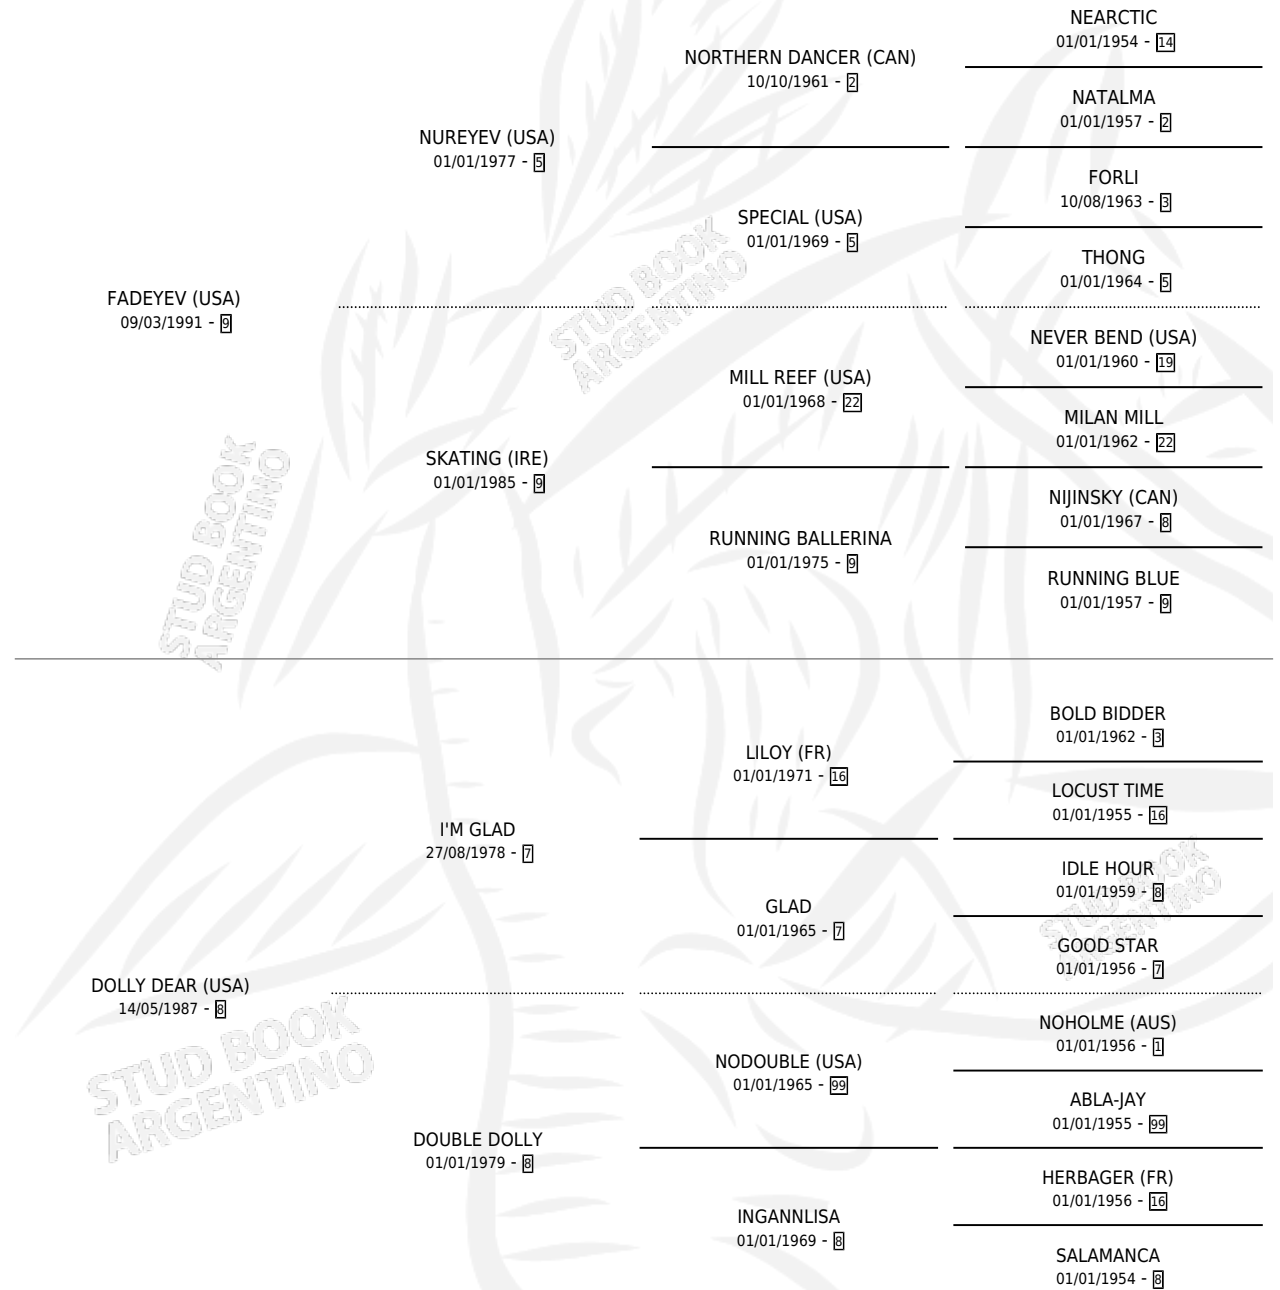 NEARCTIC
01/01/1954 - 14
NORTHERN DANCER (CAN)
10/10/1961 - 2
NATALMA
01/01/1957 - 2
NUREYEV (USA)
01/01/1977 - 5
FORLI
10/08/1963 - 3
SPECIAL (USA)
01/01/1969 - 5
THONG
01/01/1964 - 5
FADEYEV (USA)
09/03/1991 - 9
NEVER BEND (USA)
01/01/1960 - 19
MILL REEF (USA)
01/01/1968 - 22
MILAN MILL
01/01/1962 - 22
SKATING (IRE)
01/01/1985 - 9
NIJINSKY (CAN)
01/01/1967 - 8
RUNNING BALLERINA
01/01/1975 - 9
RUNNING BLUE
01/01/1957 - 9
STUD BOOK
ARGENTINO
STUD BOOK
ARGENTINO
BOLD BIDDER
01/01/1962 - 3
LILOY (FR)
01/01/1971 - 16
LOCUST TIME
01/01/1955 - 16
I'M GLAD
27/08/1978 - 7
IDLE HOUR
01/01/1959 - 8
GLAD
01/01/1965 - 7
GOOD STAR
01/01/1956 - 7
DOLLY DEAR (USA)
14/05/1987 - 8
NOHOLME (AUS)
01/01/1956 - 1
NODOUBLE (USA)
01/01/1965 - 99
ABLA-JAY
01/01/1955 - 99
DOUBLE DOLLY
01/01/1979 - 8
HERBAGER (FR)
01/01/1956 - 16
INGANNLISA
01/01/1969 - 8
SALAMANCA
01/01/1954 - 8
STUD BOOK
ARGENTINO
STUD BOOK
ARGENTINO